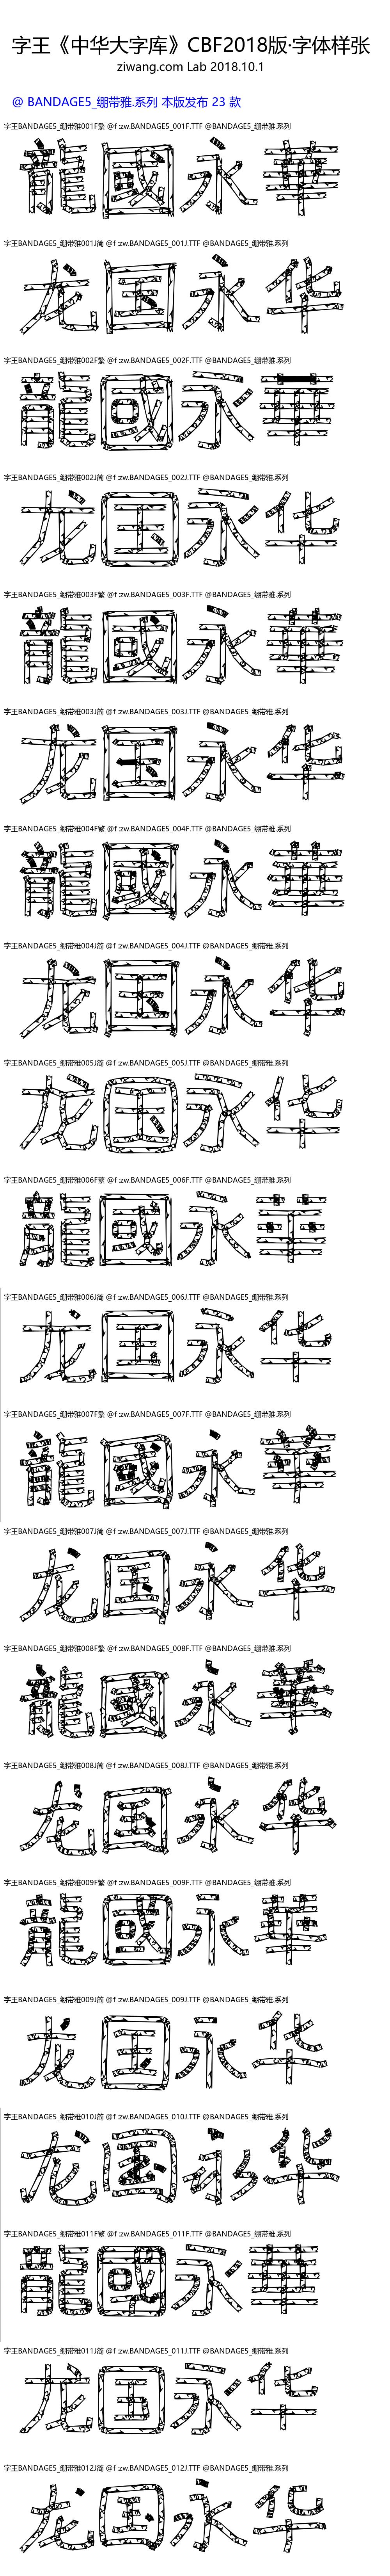 字王《中华大字库》CBF2018版·字体样张
ziwang.com Lab 2018.10.1
@ BANDAGE5_绷带雅.系列 本版发布 23 款
字王BANDAGE5_绷带雅001F繁 @f :zw.BANDAGE5_001F.TTF @BANDAGE5_绷带雅.系列
龍國永華
字王BANDAGE5_绷带雅001J简 @f :zw.BANDAGE5_001J.TTF @BANDAGE5_绷带雅.系列
龙国永华
字王BANDAGE5_绷带雅002F繁 @f :zw.BANDAGE5_002F.TTF @BANDAGE5_绷带雅.系列
龍國永華
字王BANDAGE5_绷带雅002J简 @f :zw.BANDAGE5_002J.TTF @BANDAGE5_绷带雅.系列
龙国永华
字王BANDAGE5_绷带雅003F繁 @f :zw.BANDAGE5_003F.TTF @BANDAGE5_绷带雅.系列
龍國永華
字王BANDAGE5_绷带雅003J简 @f :zw.BANDAGE5_003J.TTF @BANDAGE5_绷带雅.系列
龙国永华
字王BANDAGE5_绷带雅004F繁 @f :zw.BANDAGE5_004F.TTF @BANDAGE5_绷带雅.系列
龍國永華
字王BANDAGE5_绷带雅004J简 @f :zw.BANDAGE5_004J.TTF @BANDAGE5_绷带雅.系列
龙国永华
字王BANDAGE5_绷带雅005J简 @f :zw.BANDAGE5_005J.TTF @BANDAGE5_绷带雅.系列
龙国永华
字王BANDAGE5_绷带雅006F繁 @f :zw.BANDAGE5_006F.TTF @BANDAGE5_绷带雅.系列
龍國永華
字王BANDAGE5_绷带雅006J简 @f :zw.BANDAGE5_006J.TTF @BANDAGE5_绷带雅.系列
龙国永华
字王BANDAGE5_绷带雅007F繁 @f :zw.BANDAGE5_007F.TTF @BANDAGE5_绷带雅.系列
龍國永華
字王BANDAGE5_绷带雅007J简 @f :zw.BANDAGE5_007J.TTF @BANDAGE5_绷带雅.系列
龙国永华
字王BANDAGE5_绷带雅008F繁 @f :zw.BANDAGE5_008F.TTF @BANDAGE5_绷带雅.系列
龍國永華
字王BANDAGE5_绷带雅008J简 @f :zw.BANDAGE5_008J.TTF @BANDAGE5_绷带雅.系列
龙国永华
字王BANDAGE5_绷带雅009F繁 @f :zw.BANDAGE5_009F.TTF @BANDAGE5_绷带雅.系列
龍國永華
字王BANDAGE5_绷带雅009J简 @f :zw.BANDAGE5_009J.TTF @BANDAGE5_绷带雅.系列
龙国永华
字王BANDAGE5_绷带雅010J简 @f :zw.BANDAGE5_010J.TTF @BANDAGE5_绷带雅.系列
龙国永华
字王BANDAGE5_绷带雅011F繁 @f :zw.BANDAGE5_011F.TTF @BANDAGE5_绷带雅.系列
龍國永華
字王BANDAGE5_绷带雅011J简 @f :zw.BANDAGE5_011J.TTF @BANDAGE5_绷带雅.系列
龙国永华
字王BANDAGE5_绷带雅012J简 @f :zw.BANDAGE5_012J.TTF @BANDAGE5_绷带雅.系列
龙国永华